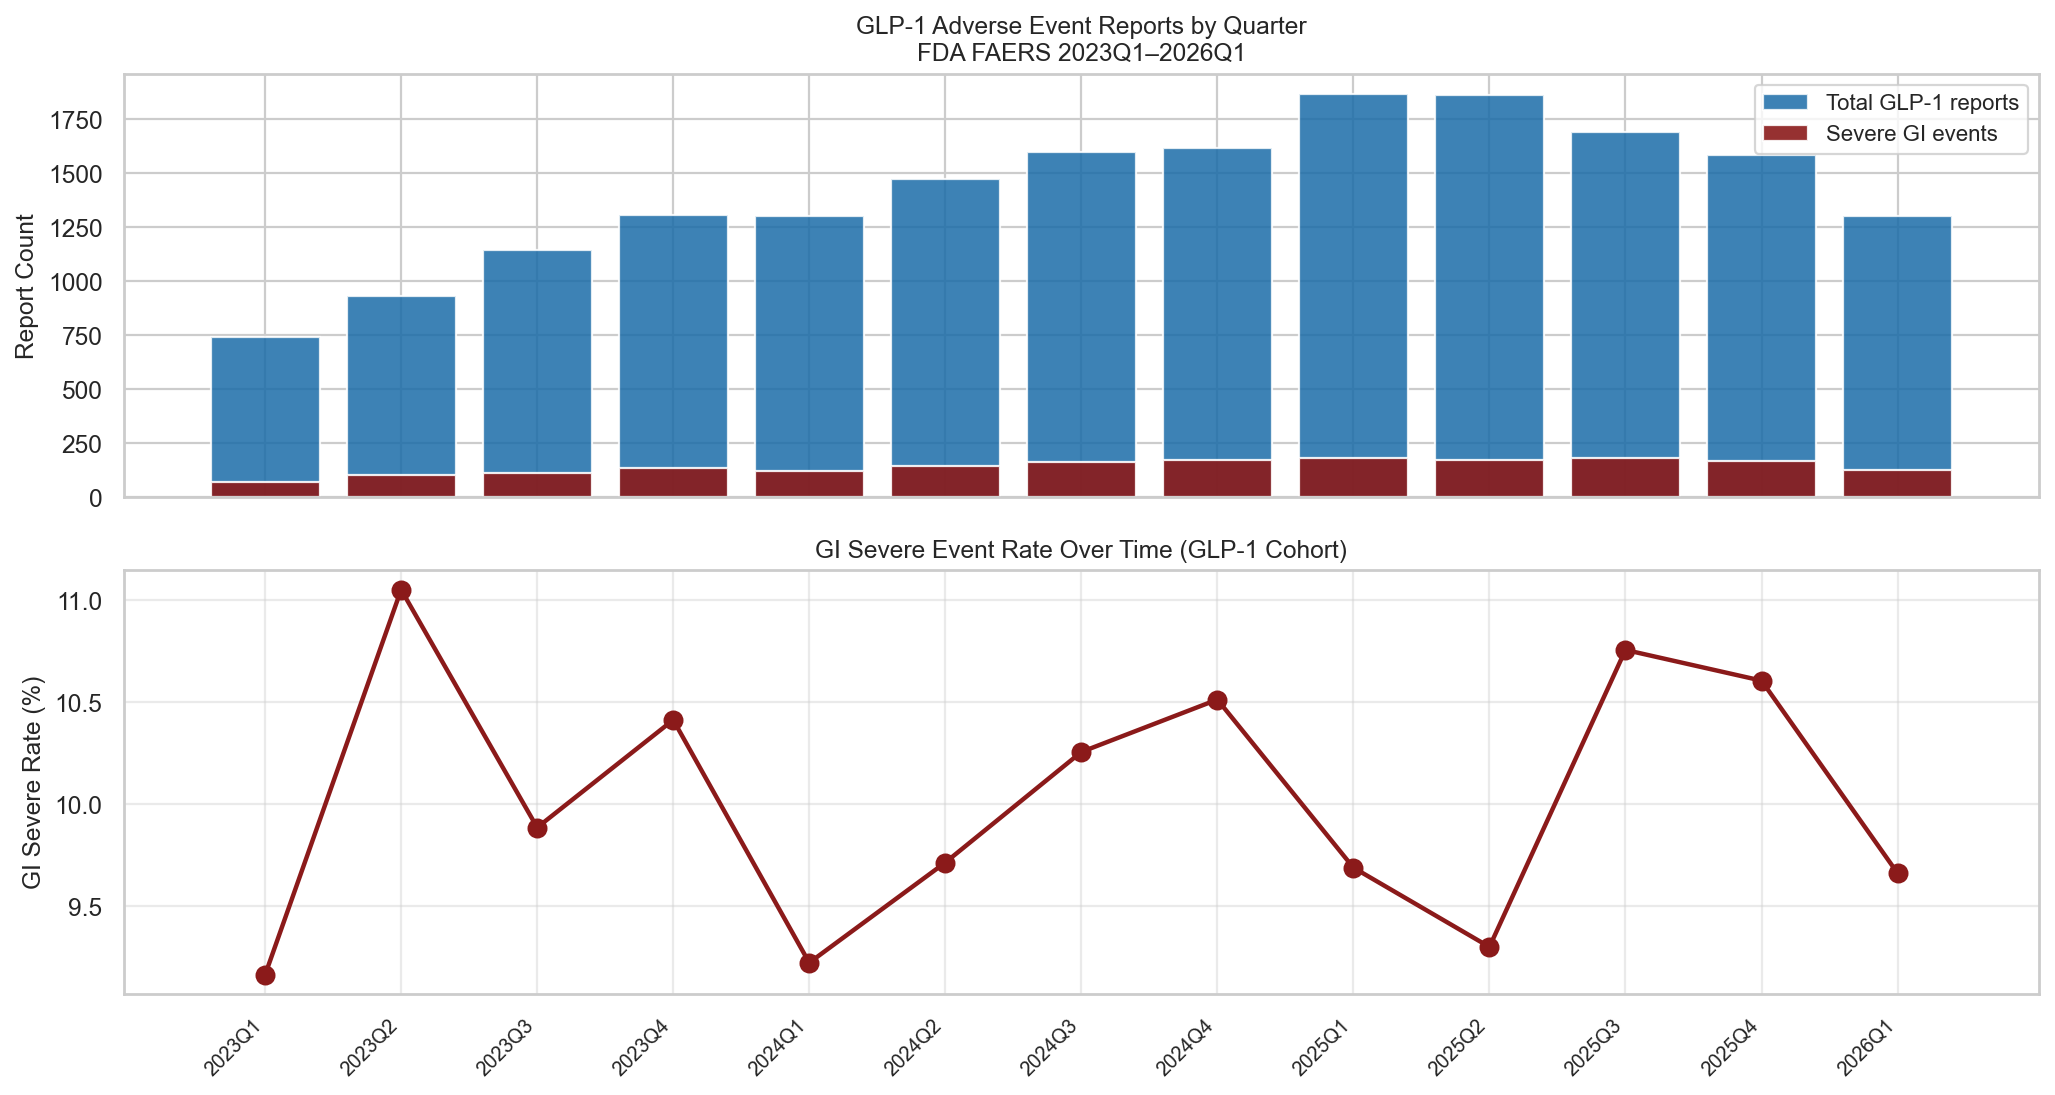 GLP-1 Adverse Event Reports by Quarter
FDA FAERS 2023Q1–2026Q1
Total GLP-1 reports
Severe GI events
Report Count
1750
1500
1250
1000
750
500
250
0
GI Severe Event Rate Over Time (GLP-1 Cohort)
GI Severe Rate (%)
11.0
10.5
10.0
9.5
2023Q1
2023Q2
2023Q3
2023Q4
2024Q1
2024Q2
2024Q3
2024Q4
2025Q1
2025Q2
2025Q3
2025Q4
2026Q1